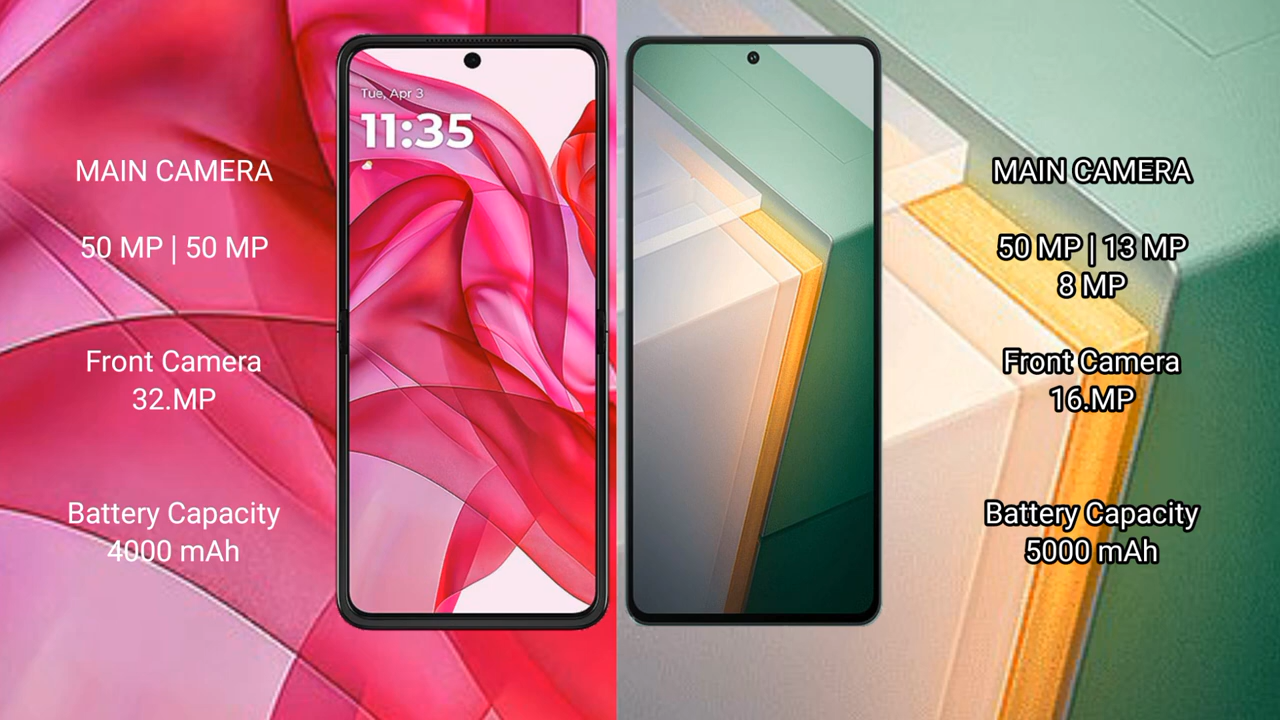 MAIN CAMERA
50 MP | 50 MP
Front Camera
32.MP
Battery Capacity
4000 mAh
Tue, Apr 3
11:35
MAIN CAMERA
50 MP | 13 MP
8 MP
Front Camera
16.MP
Battery Capacity
5000 mAh